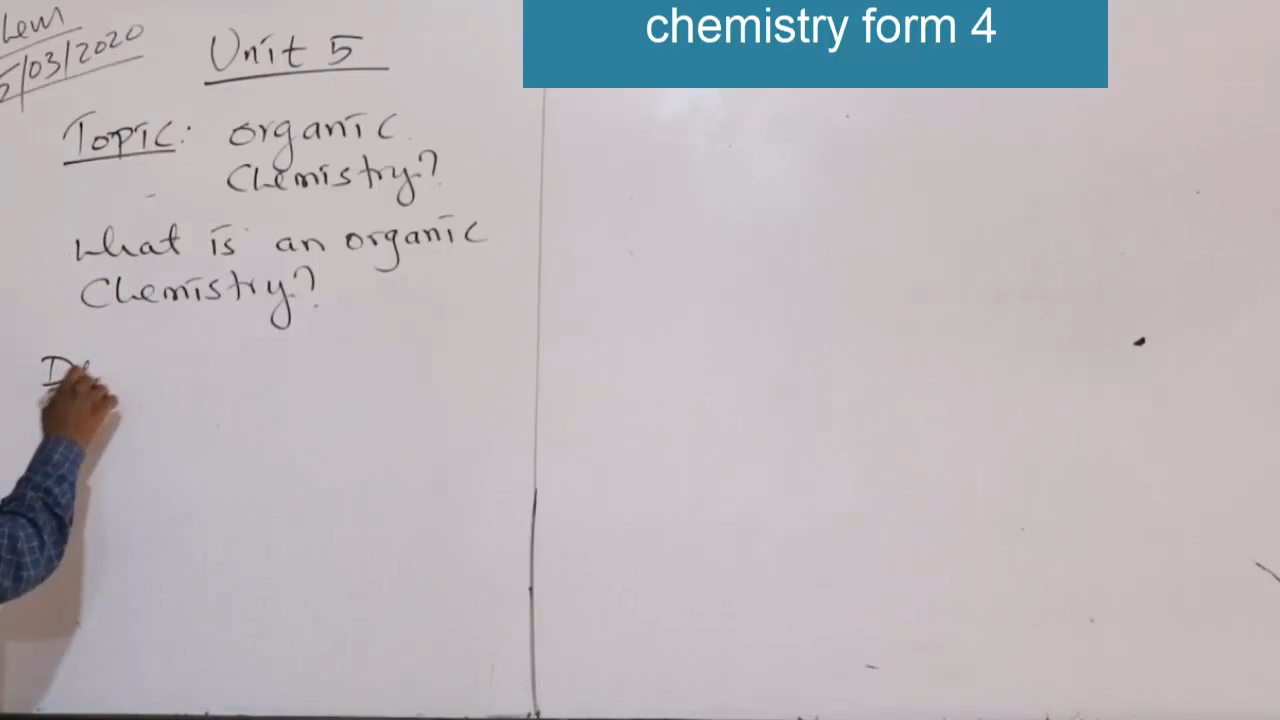 chemistry form 4
Unit 5
Topic: organic
Chemistry?
what is an organic
Chemistry?